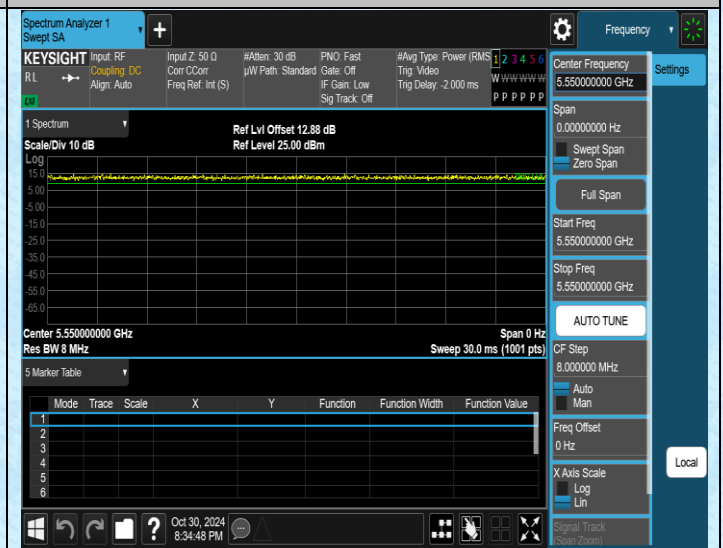 Spectrum Analyzer 1
Swept SA
+
Frequency
KEYSIGHT
Input: RF
Coupling: DC
Align: Auto
R L
LXI
Input Z: 50 Ω
Corr CCorr
Freq Ref: Int (S)
#Atten: 30 dB
µW Path: Standard
PNO: Fast
Gate: Off
IF Gain: Low
Sig Track: Off
#Avg Type: Power (RMS
Trig: Video
Trig Delay: -2.000 ms
1 2 3 4 5 6
W W W W W W
P P P P P P
Center Frequency
5.550000000 GHz
Settings
Span
0.00000000 Hz
Swept Span
Zero Span
Full Span
Start Freq
5.550000000 GHz
Stop Freq
5.550000000 GHz
AUTO TUNE
CF Step
8.000000 MHz
Auto
Man
Freq Offset
0 Hz
X Axis Scale
Log
Lin
Signal Track
(Span Zoom)
Local
1 Spectrum
Scale/Div 10 dB
Ref Lvl Offset 12.88 dB
Ref Level 25.00 dBm
Log
15.0
5.00
-5.00
-15.0
-25.0
-35.0
-45.0
-55.0
-65.0
Center 5.550000000 GHz
Span 0 Hz
Res BW 8 MHz
Sweep 30.0 ms (1001 pts)
5 Marker Table
Mode Trace Scale X Y Function Function Width Function Value
1
2
3
4
5
6
?
Oct 30, 2024
8:34:48 PM